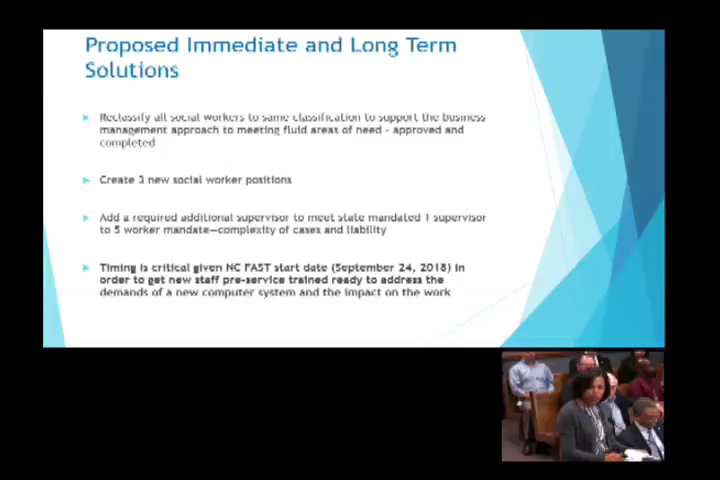 Proposed Immediate and Long Term
Solutions
Reclassify all social workers to same classification to support the business
management approach to meeting fluid areas of need - approved and
completed
Create 3 new social worker positions
Add a required additional supervisor to meet state mandated 1 supervisor
to 5 worker mandate—complexity of cases and liability
Timing is critical given NC FAST start date (September 24, 2018) in
order to get new staff pre-service trained ready to address the
demands of a new computer system and the impact on the work